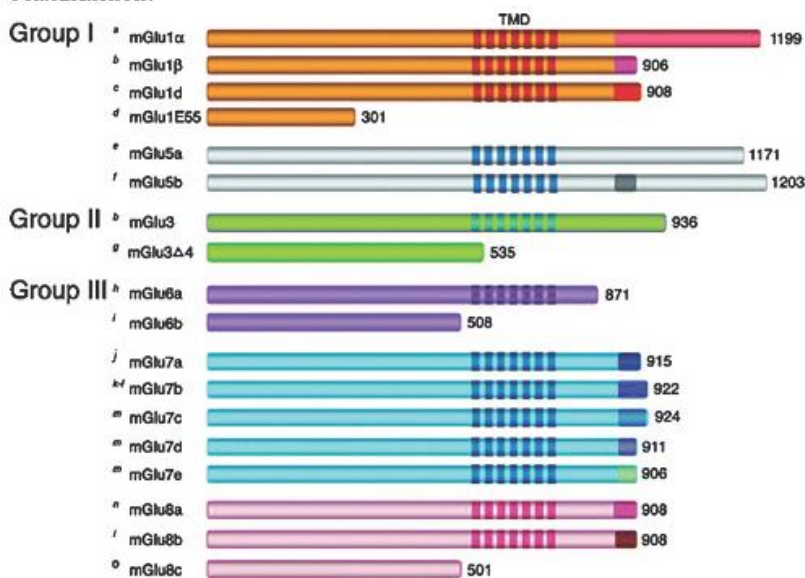 TMD
Group I a mGlu1α 1199
b mGlu1β 906
c mGlu1d 908
d mGlu1E55 301
e mGlu5a 1171
f mGlu5b 1203
Group II b mGlu3 936
g mGlu3Δ4 535
Group III h mGlu6a 871
i mGlu6b 508
j mGlu7a 915
k-l mGlu7b 922
m mGlu7c 924
m mGlu7d 911
m mGlu7e 906
n mGlu8a 908
l mGlu8b 908
o mGlu8c 501